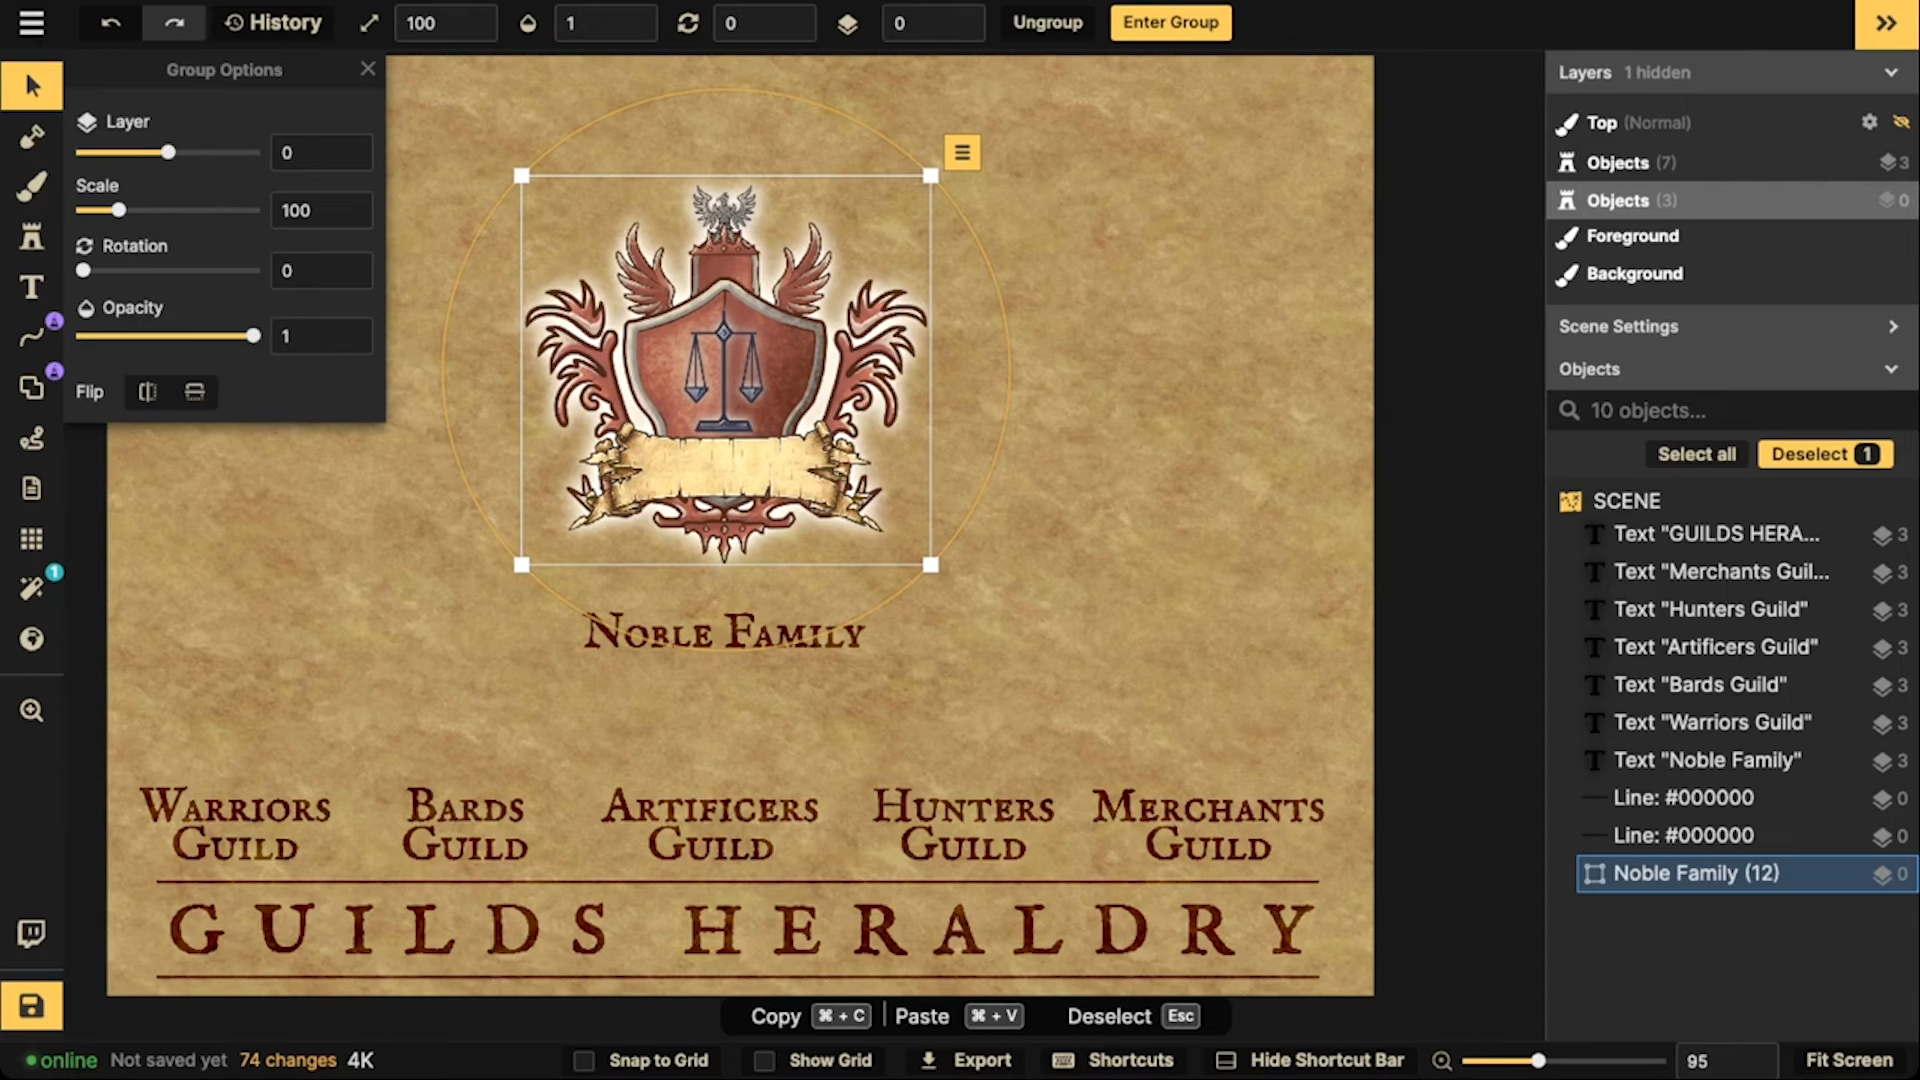 History
100
1
0
0
Ungroup
Enter Group
Group Options
Layer
0
Scale
100
Rotation
0
Opacity
1
Flip
1
Noble Family
Warriors Guild
Bards Guild
Artificers Guild
Hunters Guild
Merchants Guild
GUILDS HERALDRY
Copy ⌘ + C | Paste ⌘ + V Deselect Esc
Layers 1 hidden
Top (Normal)
Objects (7) 3
Objects (3) 0
Foreground
Background
Scene Settings
Objects
10 objects...
Select all
Deselect 1
SCENE
Text "GUILDS HERA... 3
Text "Merchants Guil... 3
Text "Hunters Guild" 3
Text "Artificers Guild" 3
Text "Bards Guild" 3
Text "Warriors Guild" 3
Text "Noble Family" 3
Line: #000000 0
Line: #000000 0
Noble Family (12) 0
online Not saved yet 74 changes 4K
Snap to Grid
Show Grid
Export
Shortcuts
Hide Shortcut Bar
95
Fit Screen